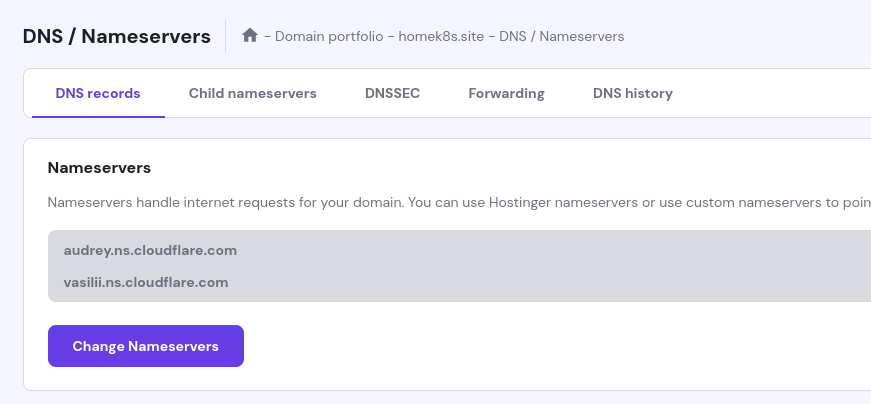 DNS / Nameservers
- Domain portfolio - homek8s.site - DNS / Nameservers
DNS records
Child nameservers
DNSSEC
Forwarding
DNS history
Nameservers
Nameservers handle internet requests for your domain. You can use Hostinger nameservers or use custom nameservers to
audrey.ns.cloudflare.com
vasilii.ns.cloudflare.com
Change Nameservers